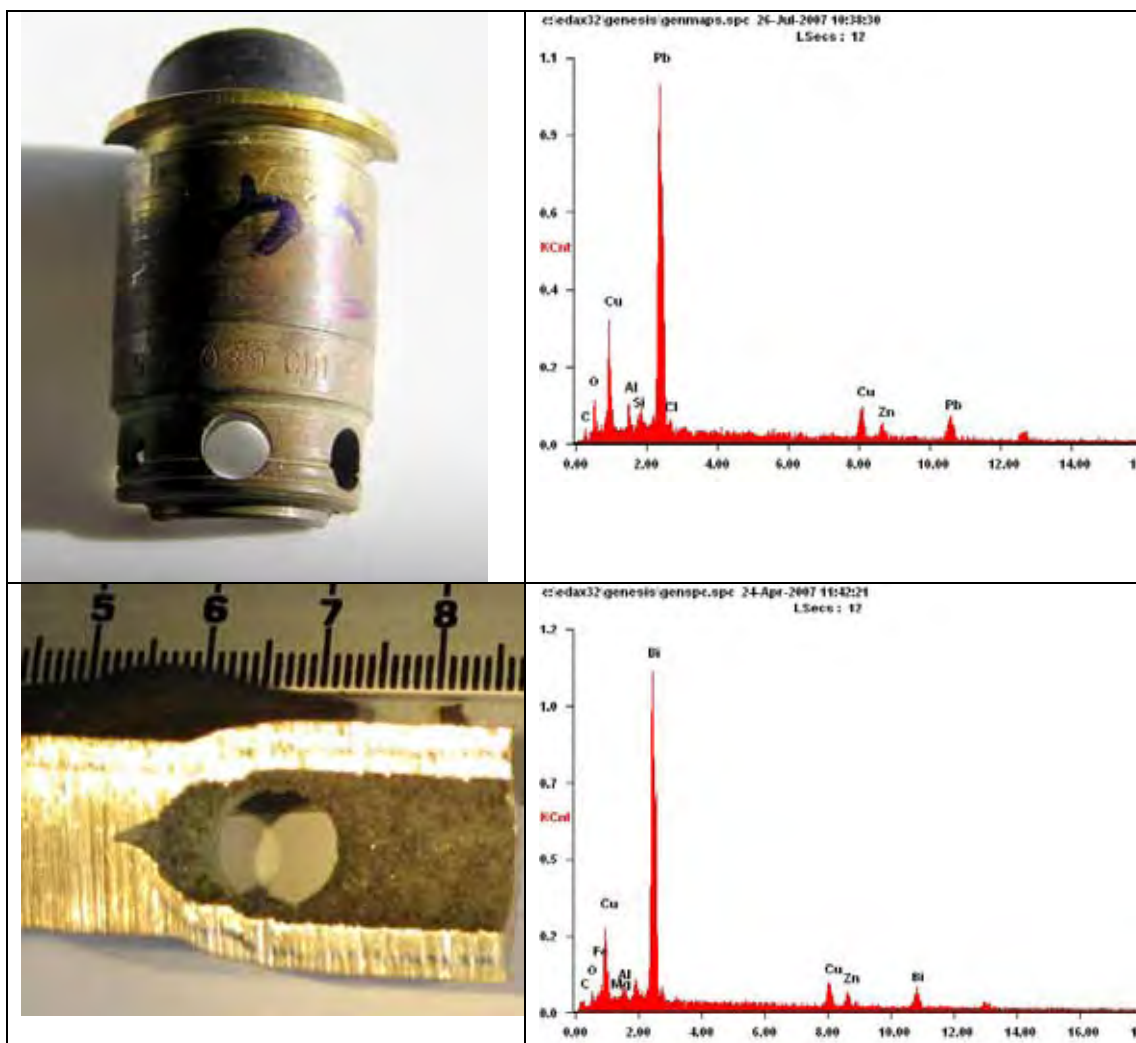 c:\edax32\genesis\genmaps.spc 26-Jul-2007 10:38:30
LSecs : 12
1.1
Pb
0.9
0.6
KCnt
0.4
Cu
0.2
O
Al
C
Si
Cl
Cu
Zn
Pb
0.0
0.00 2.00 4.00 6.00 8.00 10.00 12.00 14.00
5 6 7 8
c:\edax32\genesis\genspc.spc 24-Apr-2007 11:42:21
LSecs : 12
1.2
Bi
1.0
0.7
KCnt
0.5
Cu
0.2
Fe
O
Al
C
Mg
Cu
Zn
Bi
0.0
0.00 2.00 4.00 6.00 8.00 10.00 12.00 14.00 16.00